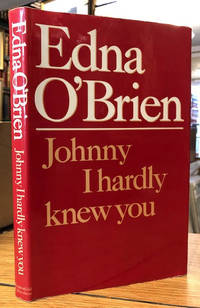 Edna
O'Brien
Johnny
I hardly
knew you
Edna O'Brien
Johnny I hardly knew you